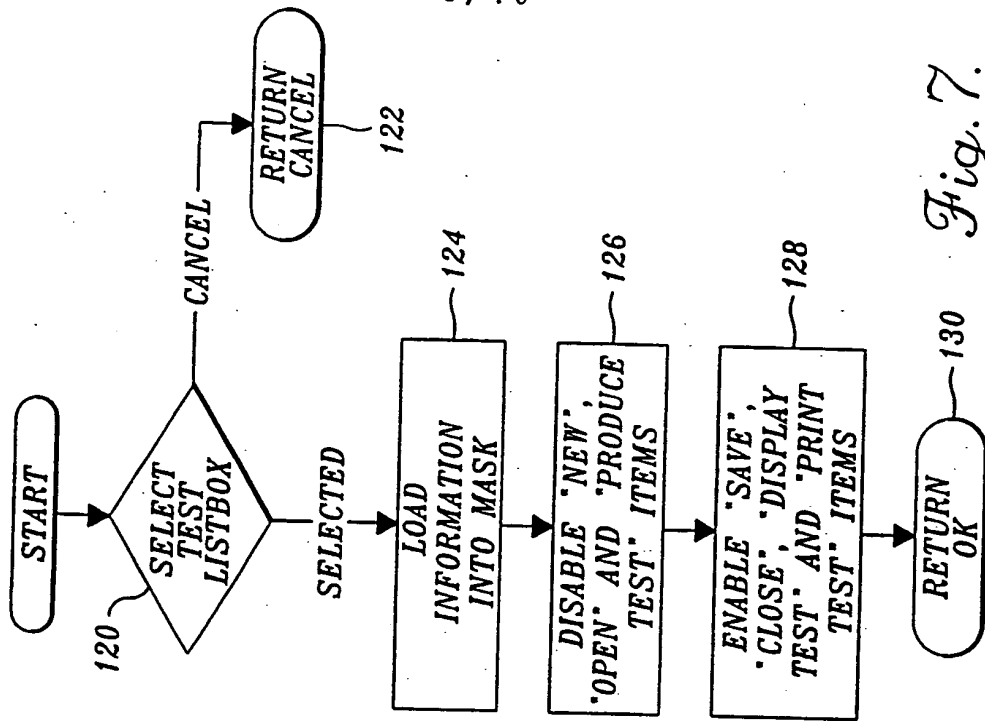 START
SELECT
TEST
LISTBOX
120
CANCEL
RETURN
CANCEL
122
SELECTED
LOAD
INFORMATION
INTO MASK
124
DISABLE "NEW",
"OPEN" AND "PRODUCE
TEST" ITEMS
126
ENABLE "SAVE",
"CLOSE", "DISPLAY
TEST" AND "PRINT
TEST" ITEMS
128
RETURN
OK
130
Fig. 7.